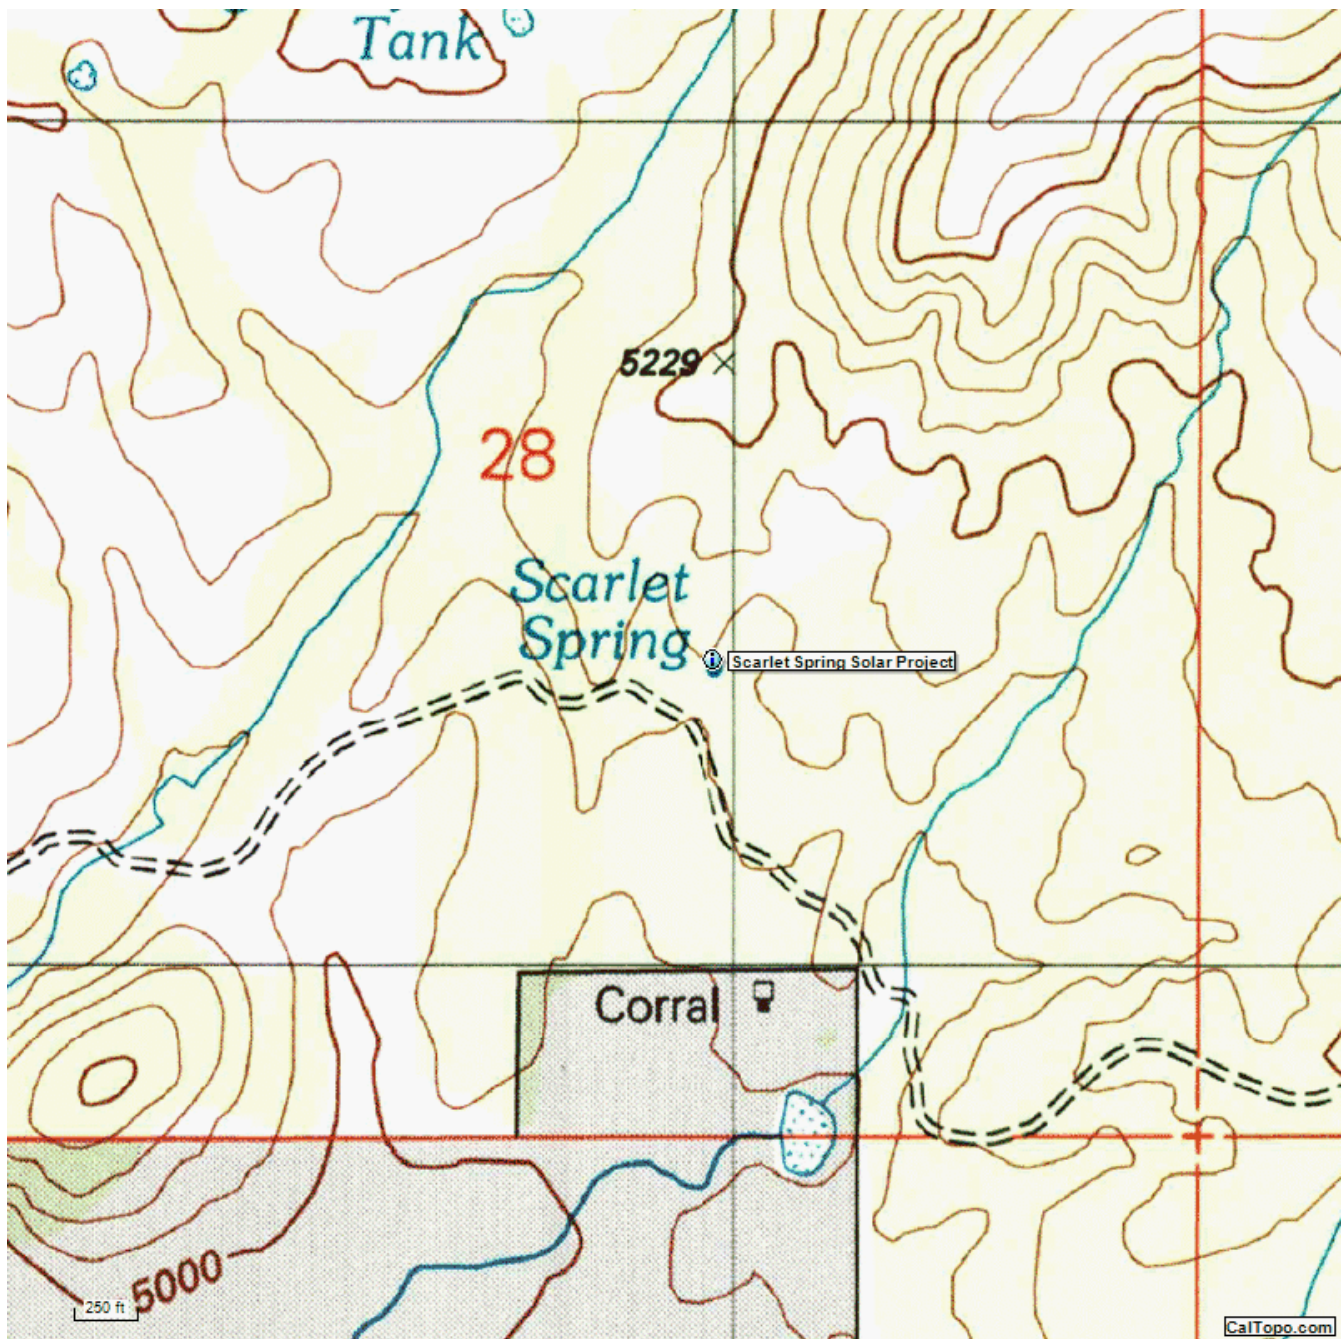 Tank
5229
28
Scarlet
Spring
Scarlet Spring Solar Project
Corral
5000
250 ft
CalTopo.com